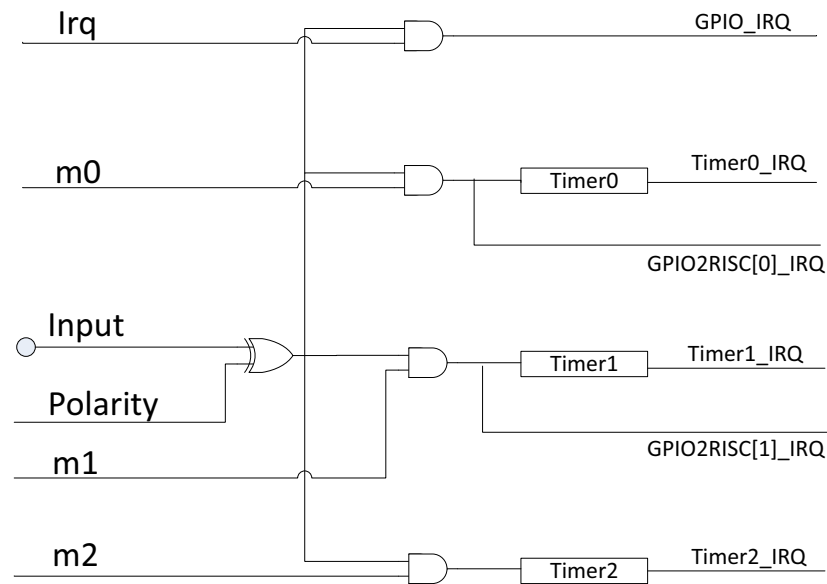 Irq
GPIO_IRQ
m0
Timer0
Timer0_IRQ
GPIO2RISC[0]_IRQ
Input
Timer1
Timer1_IRQ
Polarity
GPIO2RISC[1]_IRQ
m1
m2
Timer2
Timer2_IRQ